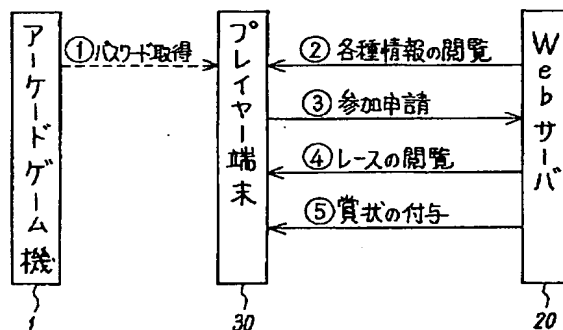 アーケードゲーム機
①パスワード取得
プレイヤー端末
②各種情報の閲覧
③参加申請
④レースの閲覧
⑤賞状の付与
Webサーバ
1
30
20